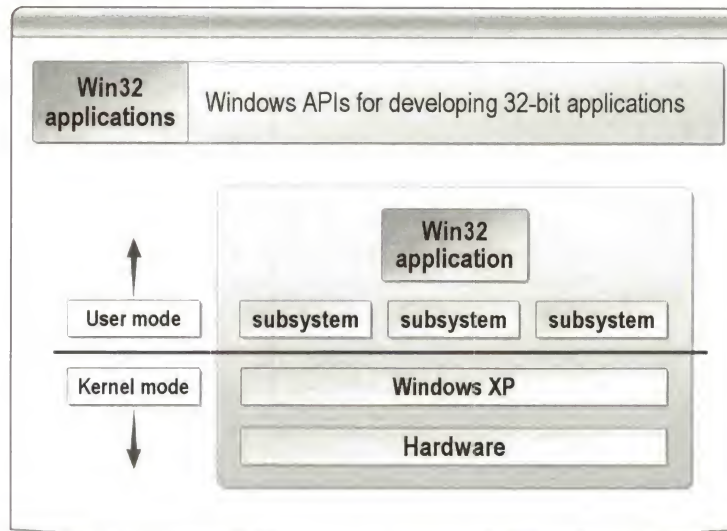 Win32
applications
Windows APIs for developing 32-bit applications
Win32
application
User mode
subsystem
subsystem
subsystem
Kernel mode
Windows XP
Hardware